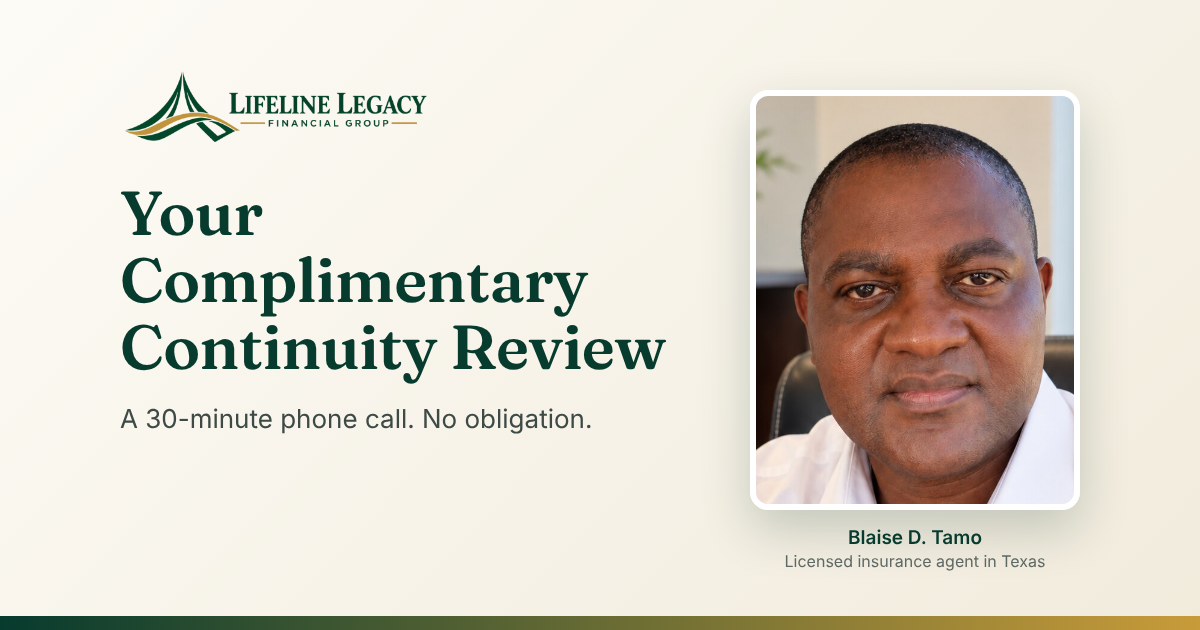 LIFELINE LEGACY
FINANCIAL GROUP
Your
Complimentary
Continuity Review
A 30-minute phone call. No obligation.
Blaise D. Tamo
Licensed insurance agent in Texas